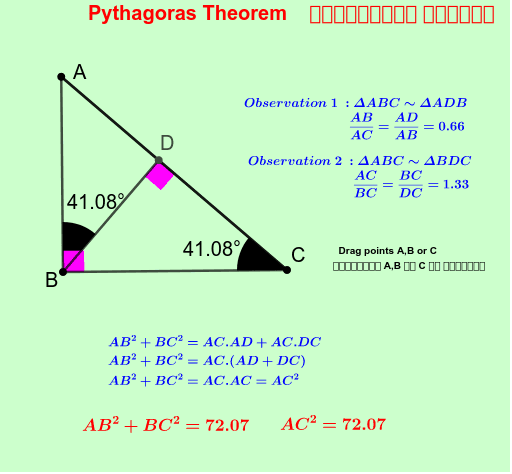 Pythagoras Theorem
A
Observation 1 : ΔABC ∼ ΔADB
AB/AC = AD/AB = 0.66
D
Observation 2 : ΔABC ∼ ΔBDC
AC/BC = BC/DC = 1.33
41.08°
41.08°
C
B
Drag points A,B or C
A,B C
AB² + BC² = AC.AD + AC.DC
AB² + BC² = AC.(AD + DC)
AB² + BC² = AC.AC = AC²
AB² + BC² = 72.07 AC² = 72.07